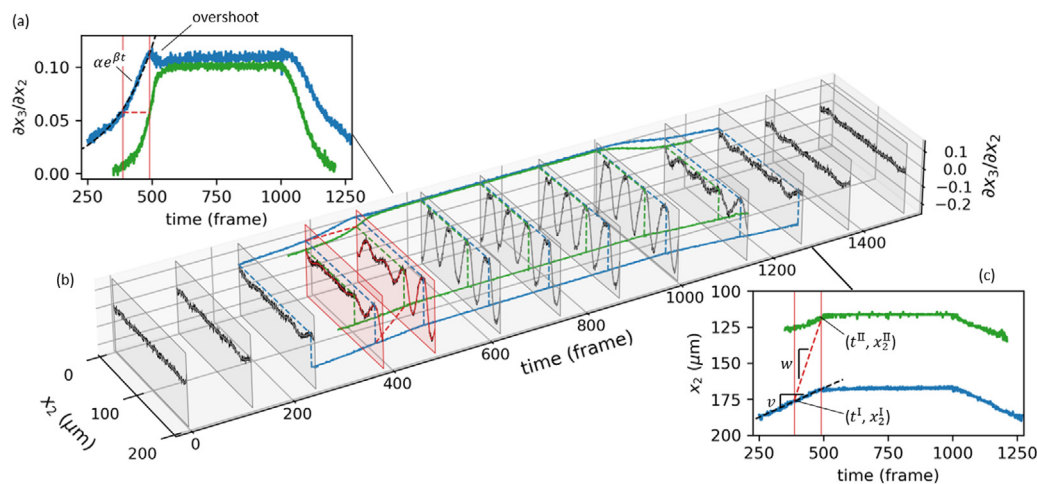 (a)
overshoot
αe^{βt}
∂x₃/∂x₂
0.10
0.05
0.00
250 500 750 1000 1250
time (frame)
(b)
0
100
200
x₂ (μm)
0 200 400 600 800 1000 1200 1400
time (frame)
0.1
0.0
−0.1
−0.2
∂x₃/∂x₂
(c)
100
125
150
175
200
x₂ (μm)
w
v
(t^{II}, x₂^{II})
(t^{I}, x₂^{I})
250 500 750 1000 1250
time (frame)